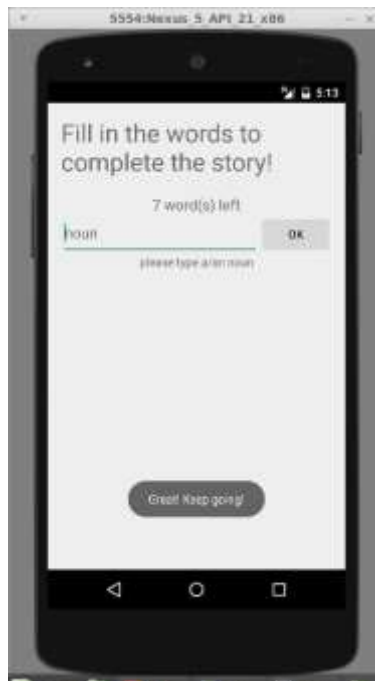 5554:Nexus_5_API_21_x86
5:13
Fill in the words to
complete the story!
7 word(s) left
noun
OK
please type a/an noun
Great! Keep going!